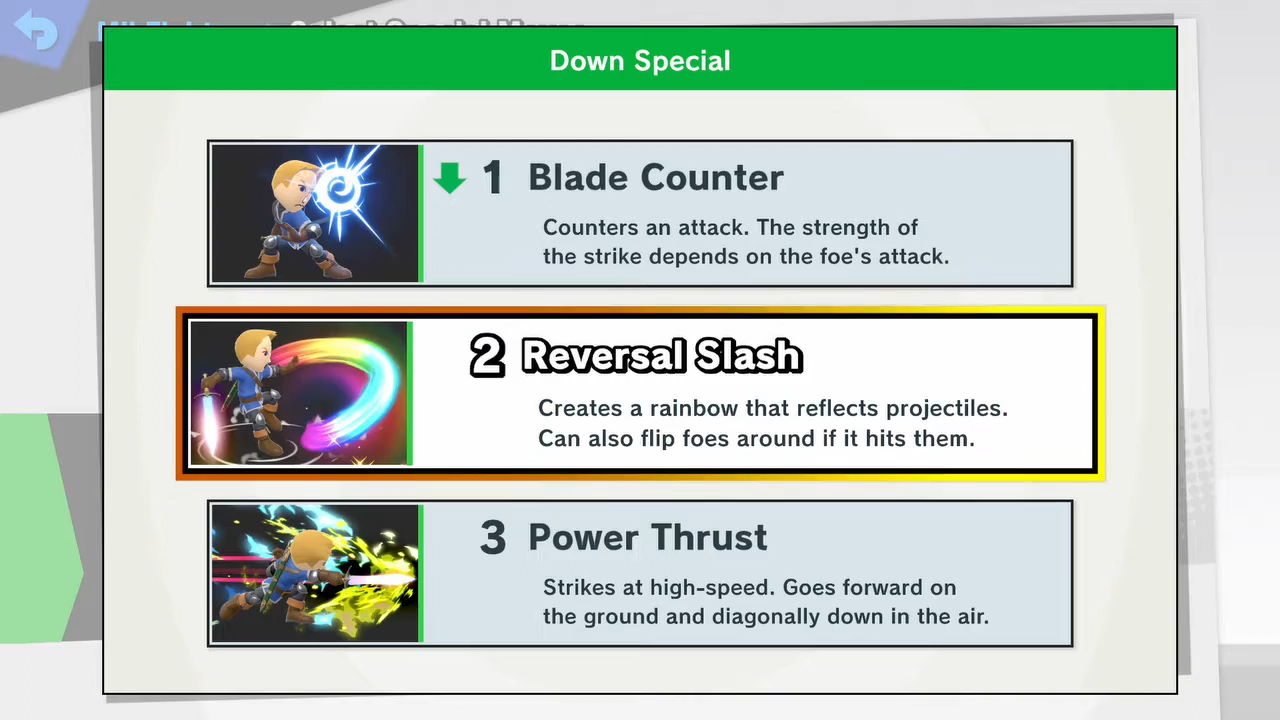 Down Special
1 Blade Counter
Counters an attack. The strength of
the strike depends on the foe's attack.
2 Reversal Slash
Creates a rainbow that reflects projectiles.
Can also flip foes around if it hits them.
3 Power Thrust
Strikes at high-speed. Goes forward on
the ground and diagonally down in the air.